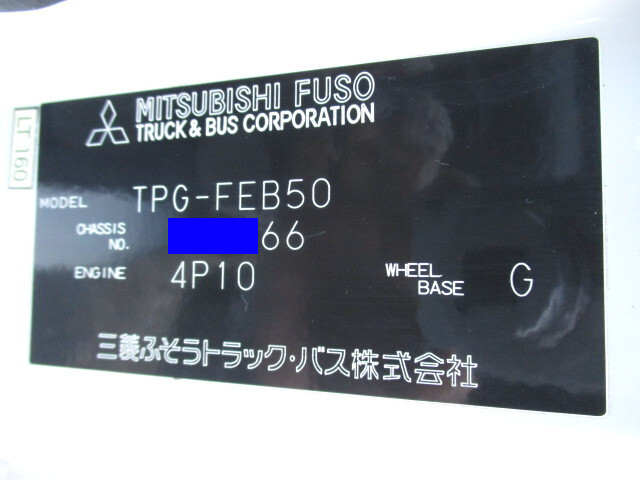 MITSUBISHI FUSO
TRUCK & BUS CORPORATION
LT 160
MODEL TPG-FEB50
CHASSIS NO. 66
ENGINE 4P10 WHEEL BASE G
三菱ふそうトラック・バス株式会社